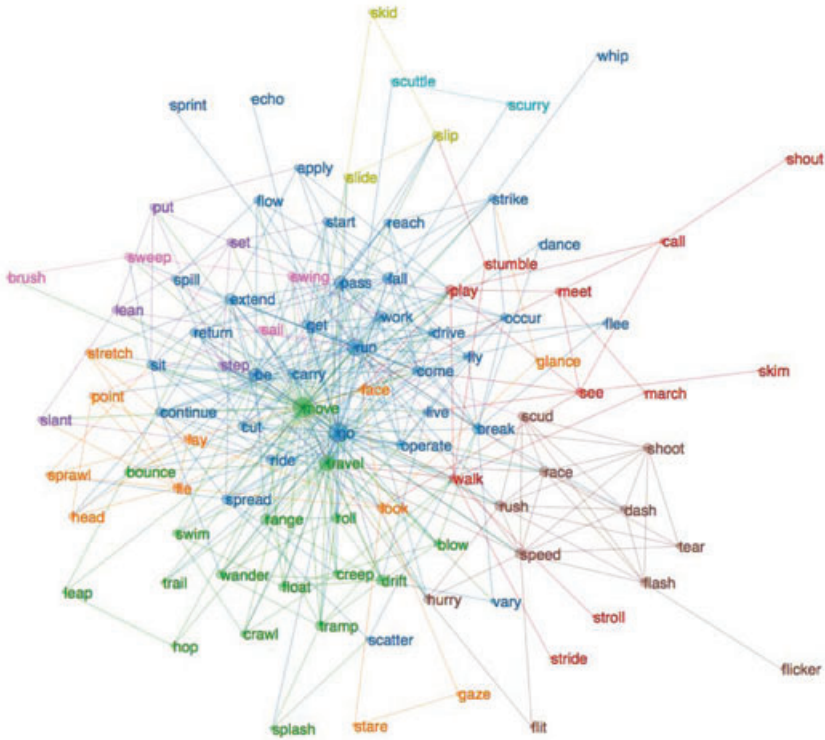 skid
whip
scuttle
sprint
echo
scurry
slip
shout
apply
slide
flow
strike
put
start
reach
set
dance
call
sweep
stumble
brush
spill
swing
pass
fall
play
meet
extend
lean
get
work
occur
flee
return
sail
run
drive
stretch
sit
step
be
carry
come
fly
glance
skim
point
face
see
march
move
continue
live
scud
slant
cut
go
break
lay
operate
shoot
ride
travel
sprawl
bounce
walk
race
lie
spread
look
rush
dash
head
range
roll
swim
blow
speed
tear
trail
wander
float
creep
drift
flash
leap
hurry
vary
stroll
crawl
tramp
scatter
hop
stride
flicker
gaze
splash
stare
flit